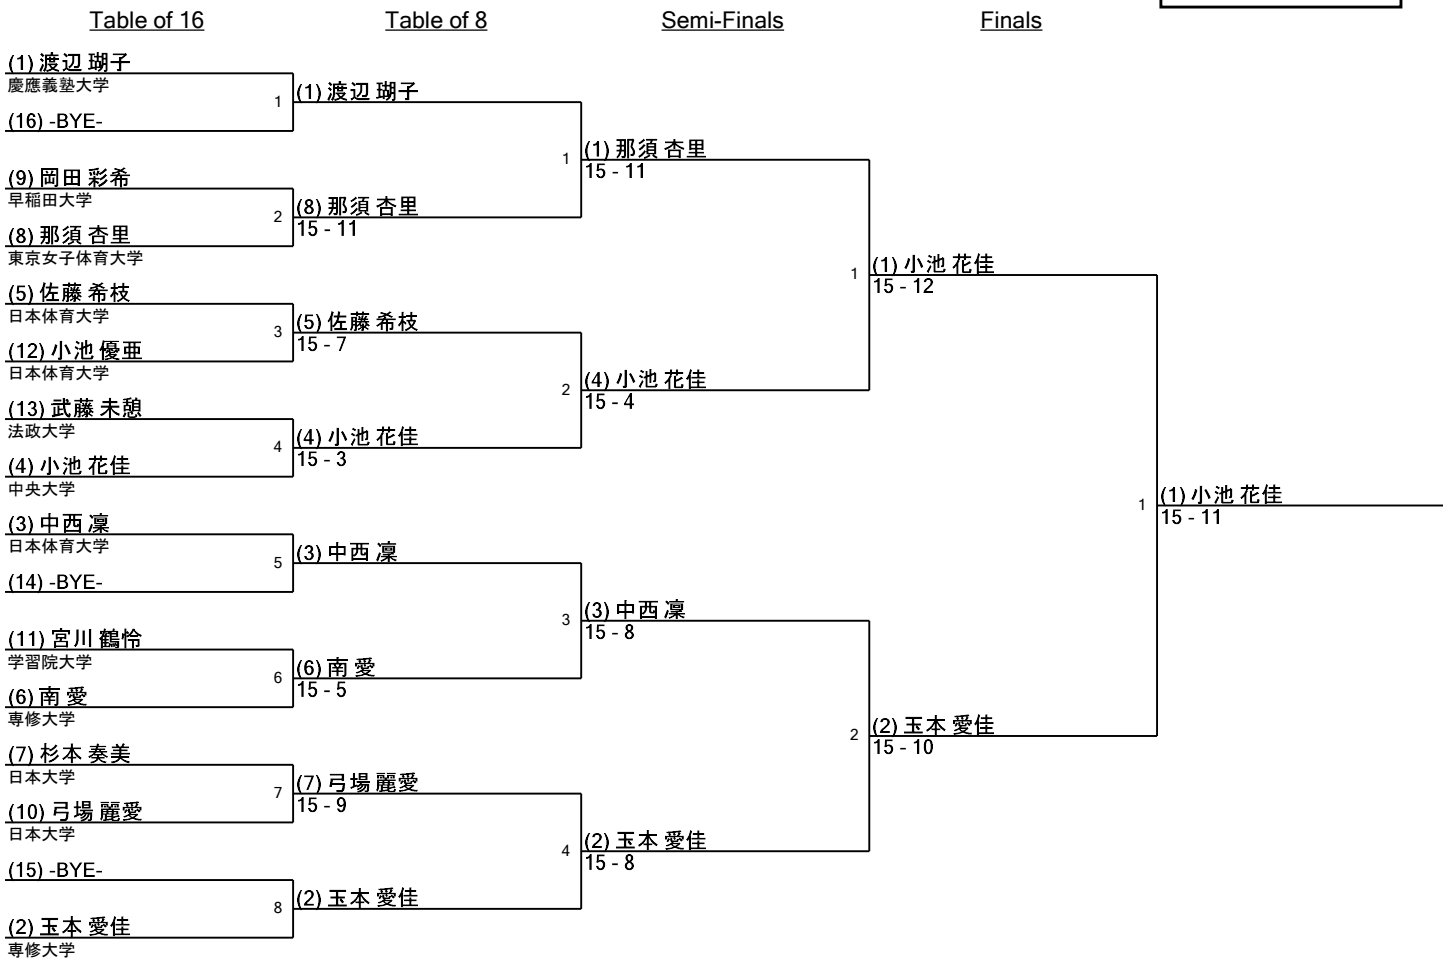 Table of 16
Table of 8
Semi-Finals
Finals
(1) 渡辺 瑚子
慶應義塾大学
1
(1) 渡辺 瑚子
(16) -BYE-
1
(1) 那須 杏里
15 - 11
(9) 岡田 彩希
早稲田大学
2
(8) 那須 杏里
15 - 11
(8) 那須 杏里
東京女子体育大学
1
(1) 小池 花佳
15 - 12
(5) 佐藤 希枝
日本体育大学
3
(5) 佐藤 希枝
15 - 7
(12) 小池 優亜
日本体育大学
2
(4) 小池 花佳
15 - 4
(13) 武藤 未憩
法政大学
4
(4) 小池 花佳
15 - 3
(4) 小池 花佳
中央大学
1
(1) 小池 花佳
15 - 11
(3) 中西 凜
日本体育大学
5
(3) 中西 凜
(14) -BYE-
3
(3) 中西 凜
15 - 8
(11) 宮川 鶴怜
学習院大学
6
(6) 南 愛
15 - 5
(6) 南 愛
専修大学
2
(2) 玉本 愛佳
15 - 10
(7) 杉本 奏美
日本大学
7
(7) 弓場 麗愛
15 - 9
(10) 弓場 麗愛
日本大学
4
(2) 玉本 愛佳
15 - 8
(15) -BYE-
8
(2) 玉本 愛佳
(2) 玉本 愛佳
専修大学